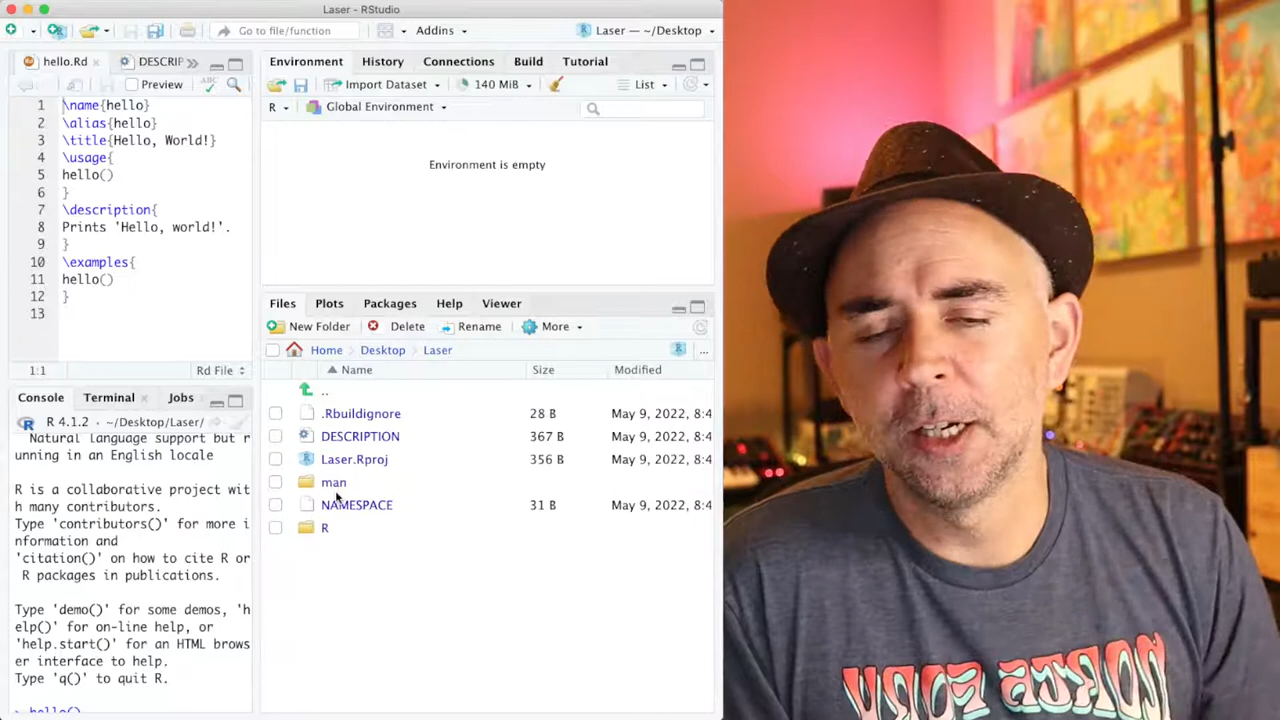 Laser - RStudio
Go to file/function
Addins
Laser — ~/Desktop
hello.Rd
DESCRIP
Preview
ABC
1 \name{hello}
2 \alias{hello}
3 \title{Hello, World!}
4 \usage{
5 hello()
6 }
7 \description{
8 Prints 'Hello, world!'.
9 }
10 \examples{
11 hello()
12 }
13
1:1
Rd File
Console
Terminal
Jobs
R 4.1.2 · ~/Desktop/Laser/
Natural language support but r
unning in an English locale
R is a collaborative project wit
h many contributors.
Type 'contributors()' for more i
nformation and
'citation()' on how to cite R or
R packages in publications.
Type 'demo()' for some demos, 'h
elp()' for on-line help, or
'help.start()' for an HTML brows
er interface to help.
Type 'q()' to quit R.
> hello()
Environment
History
Connections
Build
Tutorial
Import Dataset
140 MiB
List
R
Global Environment
Environment is empty
Files
Plots
Packages
Help
Viewer
New Folder
Delete
Rename
More
Home
Desktop
Laser
...
Name
Size
Modified
..
.Rbuildignore 28 B May 9, 2022, 8:4
DESCRIPTION 367 B May 9, 2022, 8:4
Laser.Rproj 356 B May 9, 2022, 8:4
man
NAMESPACE 31 B May 9, 2022, 8:4
R